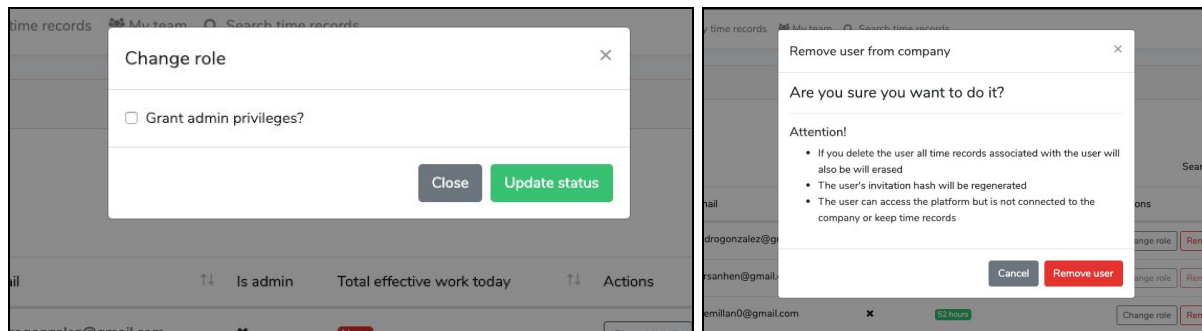 time records My team Search time records
Change role ×
Grant admin privileges?
Close Update status
Is admin Total effective work today Actions
time records My team Search time records
Remove user from company ×
Are you sure you want to do it?
Attention!
• If you delete the user all time records associated with the user will
also be will erased
• The user's invitation hash will be regenerated
• The user can access the platform but is not connected to the
company or keep time records
drogonzalez@g
rsanhen@gmail.
Change role
Cancel Remove user
emillan0@gmail.com × 52 hours Change role